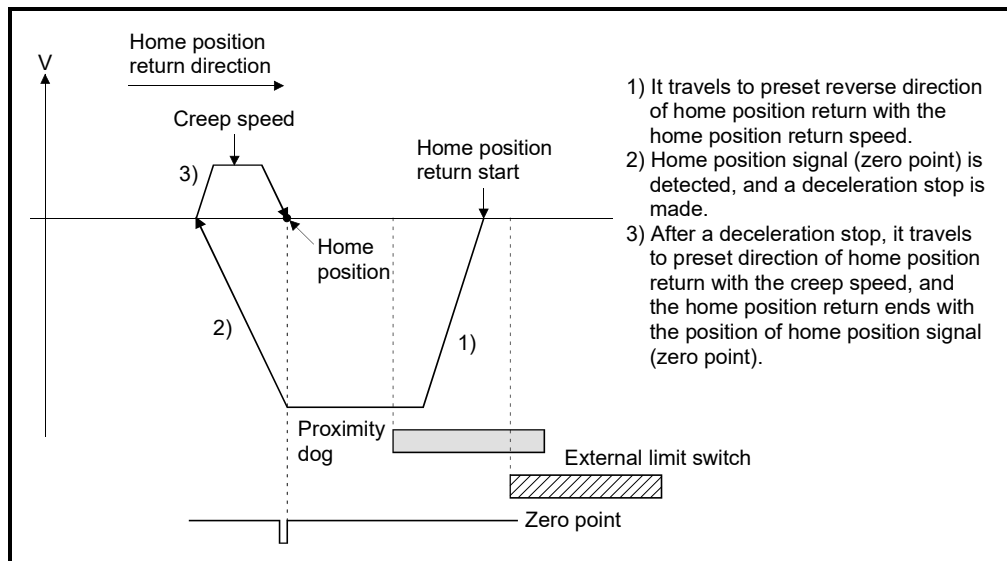 Home position
return direction
V
Creep speed
3)
Home position
return start
Home
position
2)
1)
Proximity
dog
External limit switch
Zero point
1) It travels to preset reverse direction
of home position return with the
home position return speed.
2) Home position signal (zero point) is
detected, and a deceleration stop is
made.
3) After a deceleration stop, it travels
to preset direction of home position
return with the creep speed, and
the home position return ends with
the position of home position signal
(zero point).